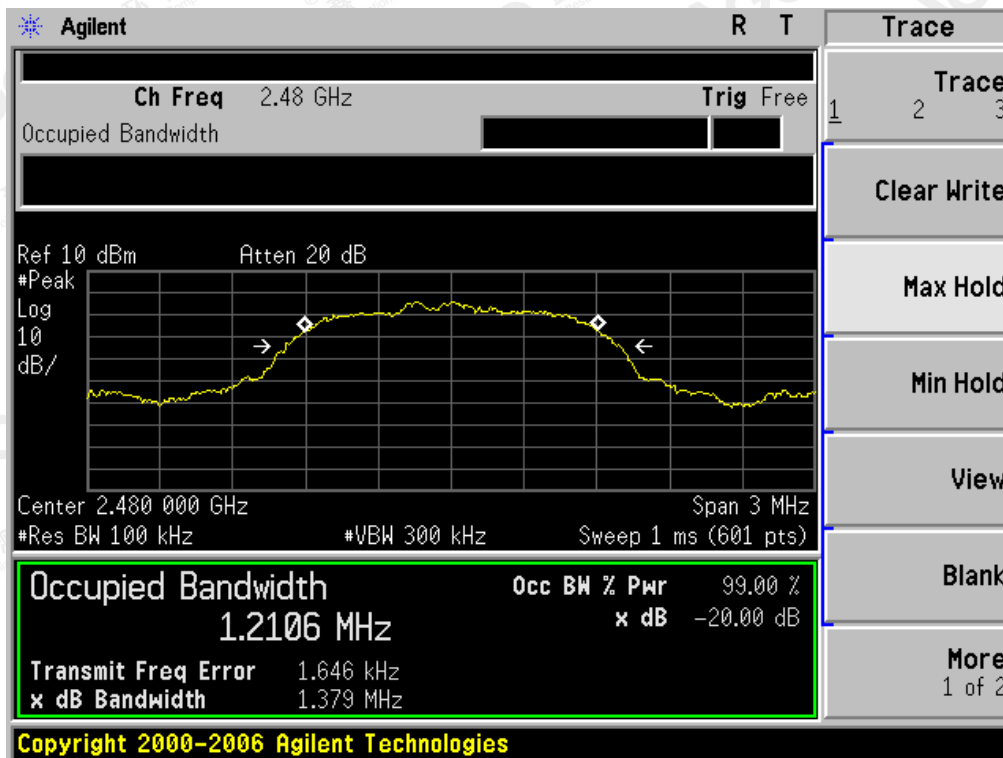 Agilent R T Trace
Ch Freq 2.48 GHz Trig Free
Occupied Bandwidth
Trace
1 2 3
Clear Write
Max Hold
Min Hold
View
Blank
More
1 of 2
Ref 10 dBm Atten 20 dB
#Peak
Log
10
dB/
Center 2.480 000 GHz Span 3 MHz
#Res BW 100 kHz #VBW 300 kHz Sweep 1 ms (601 pts)
Occupied Bandwidth Occ BW % Pwr 99.00 %
1.2106 MHz x dB -20.00 dB
Transmit Freq Error 1.646 kHz
x dB Bandwidth 1.379 MHz
Copyright 2000-2006 Agilent Technologies